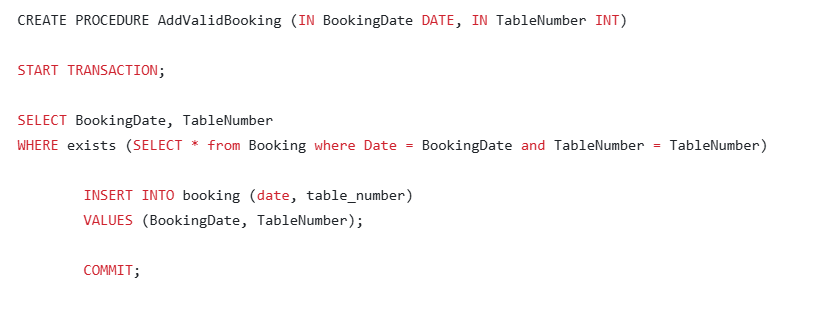 CREATE PROCEDURE AddValidBooking (IN BookingDate DATE, IN TableNumber INT)
START TRANSACTION;
SELECT BookingDate, TableNumber
WHERE exists (SELECT * from Booking where Date = BookingDate and TableNumber = TableNumber)
INSERT INTO booking (date, table_number)
VALUES (BookingDate, TableNumber);
COMMIT;